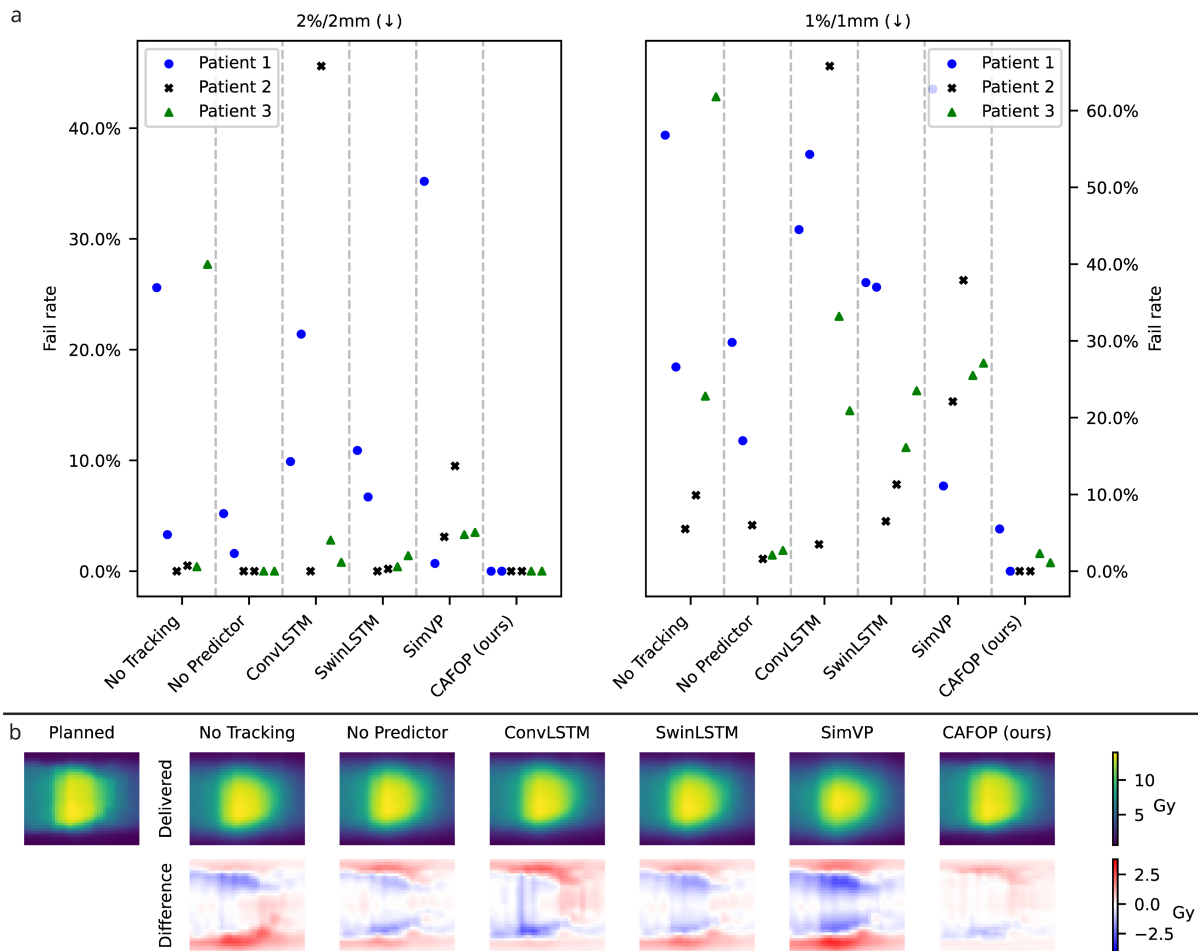 a
2%/2mm (↓)
1%/1mm (↓)
Patient 1
Patient 2
Patient 3
Patient 1
Patient 2
Patient 3
Fail rate
40.0%
30.0%
20.0%
10.0%
0.0%
60.0%
50.0%
40.0%
30.0%
20.0%
10.0%
0.0%
Fail rate
No Tracking
No Predictor
ConvLSTM
SwinLSTM
SimVP
CAFOP (ours)
No Tracking
No Predictor
ConvLSTM
SwinLSTM
SimVP
CAFOP (ours)
b
Planned
No Tracking
No Predictor
ConvLSTM
SwinLSTM
SimVP
CAFOP (ours)
Delivered
10
5
Gy
Difference
2.5
0.0
−2.5
Gy